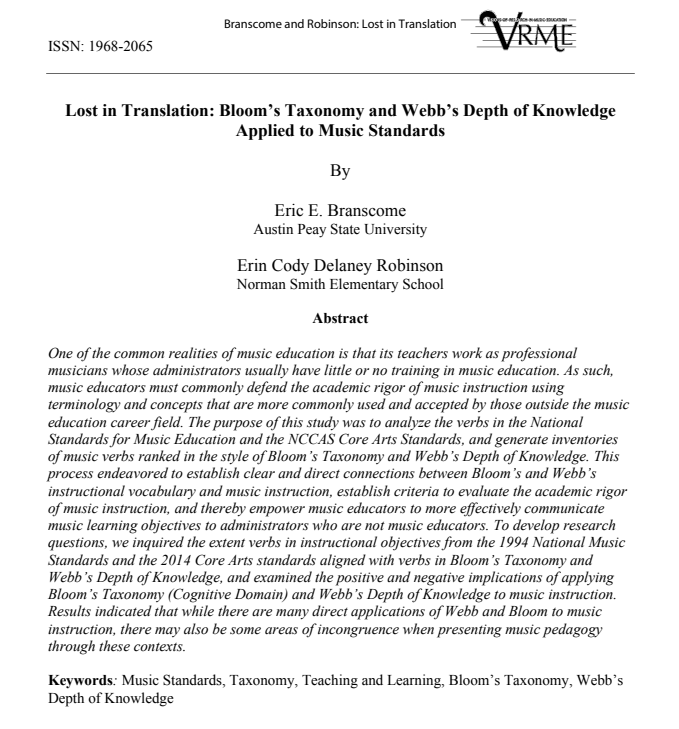 Branscome and Robinson: Lost in Translation
VRME
ISSN: 1968-2065
Lost in Translation: Bloom's Taxonomy and Webb's Depth of Knowledge
Applied to Music Standards
By
Eric E. Branscome
Austin Peay State University
Erin Cody Delaney Robinson
Norman Smith Elementary School
Abstract
One of the common realities of music education is that its teachers work as professional
musicians whose administrators usually have little or no training in music education. As such,
music educators must commonly defend the academic rigor of music instruction using
terminology and concepts that are more commonly used and accepted by those outside the music
education career field. The purpose of this study was to analyze the verbs in the National
Standards for Music Education and the NCCAS Core Arts Standards, and generate inventories
of music verbs ranked in the style of Bloom's Taxonomy and Webb's Depth of Knowledge. This
process endeavored to establish clear and direct connections between Bloom's and Webb's
instructional vocabulary and music instruction, establish criteria to evaluate the academic rigor
of music instruction, and thereby empower music educators to more effectively communicate
music learning objectives to administrators who are not music educators. To develop research
questions, we inquired the extent verbs in instructional objectives from the 1994 National Music
Standards and the 2014 Core Arts standards aligned with verbs in Bloom's Taxonomy and
Webb's Depth of Knowledge, and examined the positive and negative implications of applying
Bloom's Taxonomy (Cognitive Domain) and Webb's Depth of Knowledge to music instruction.
Results indicated that while there are many direct applications of Webb and Bloom to music
instruction, there may also be some areas of incongruence when presenting music pedagogy
through these contexts.
Keywords: Music Standards, Taxonomy, Teaching and Learning, Bloom's Taxonomy, Webb's
Depth of Knowledge